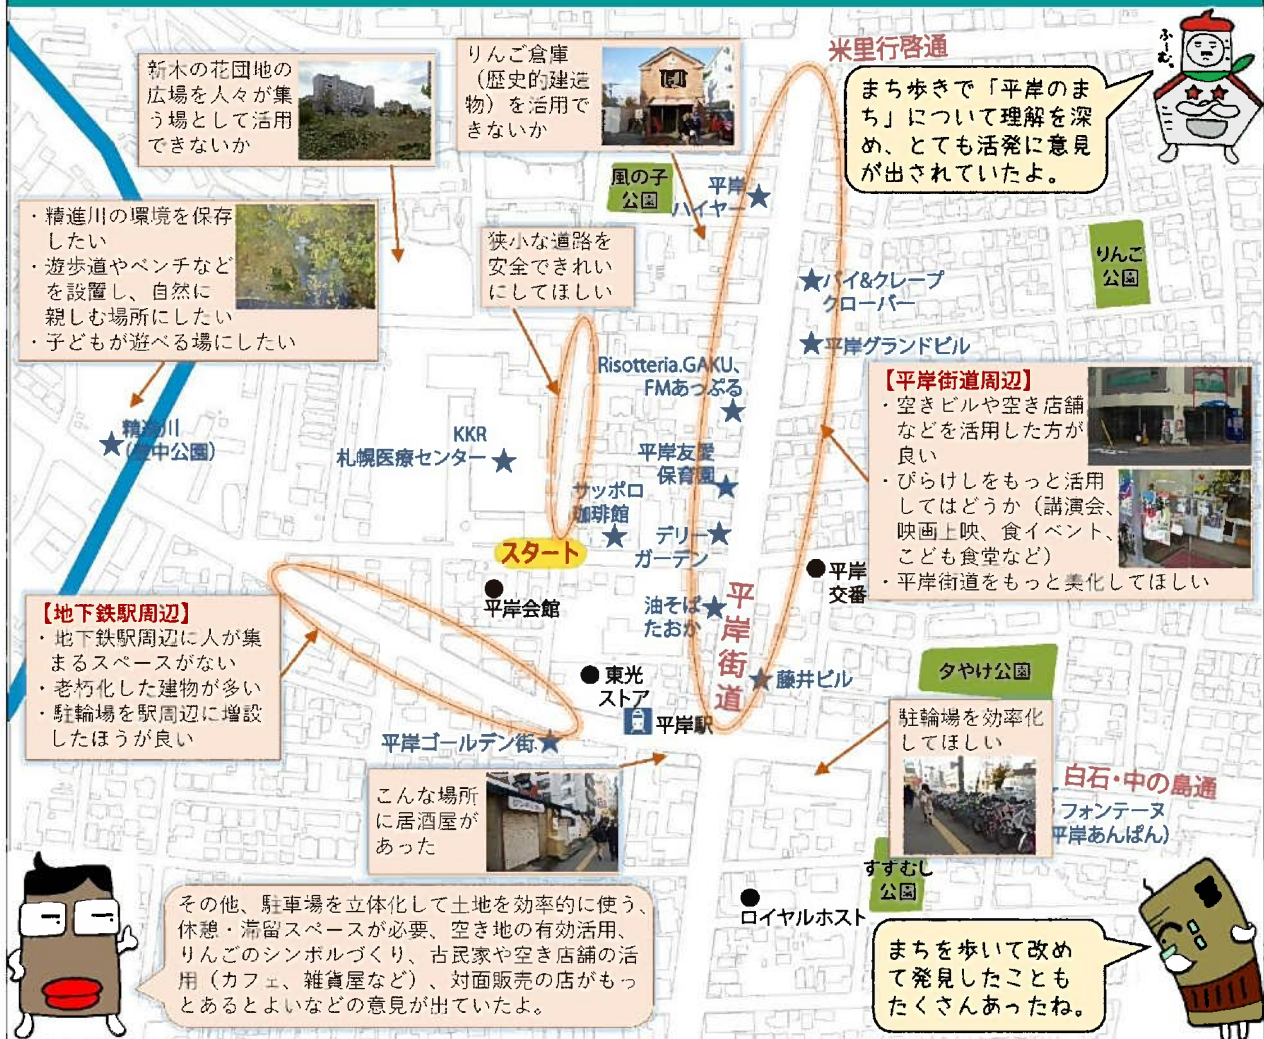 米里行啓通
ふーむ。
まち歩きで「平岸のま
ち」について理解を深
め、とても活発に意見
が出されていたよ。
新木の花団地の
広場を人々が集
う場として活用
できないか
りんご倉庫
（歴史的建造
物）を活用で
きないか
風の子
公園
平岸
ハイヤー
・精進川の環境を保存
したい
・遊歩道やベンチなど
を設置し、自然に
親しむ場所にしたい
・子どもが遊べる場にしたい
狭小な道路を
安全できれい
にしてほしい
りんご
公園
パイ&クレープ
クローバー
平岸グランドビル
Risotteria.GAKU、
FMあっぷる
【平岸街道周辺】
・空きビルや空き店舗
などを活用した方が
良い
・ぴらけしをもっと活用
してはどうか（講演会、
映画上映、食イベント、
こども食堂など）
・平岸街道をもっと美化してほしい
精進川
中公園）
KKR
札幌医療センター
平岸友愛
保育園
サッポロ
珈琲館
デリー
ガーデン
スタート
平岸会館
平岸
交番
油そば
たおか
平岸街道
【地下鉄駅周辺】
・地下鉄駅周辺に人が集
まるスペースがない
・老朽化した建物が多い
・駐輪場を駅周辺に増設
したほうが良い
東光
ストア
藤井ビル
夕やけ公園
平岸駅
平岸ゴールデン街
駐輪場を効率化
してほしい
白石・中の島通
フォンテーヌ
平岸あんぱん）
こんな場所
に居酒屋が
あった
すずむし
公園
ロイヤルホスト
その他、駐車場を立体化して土地を効率的に使う、
休憩・滞留スペースが必要、空き地の有効活用、
りんごのシンボルづくり、古民家や空き店舗の活
用（カフェ、雑貨屋など）、対面販売の店がもっ
とあるとよいなどの意見が出ていたよ。
まちを歩いて改め
て発見したことも
たくさんあったね。